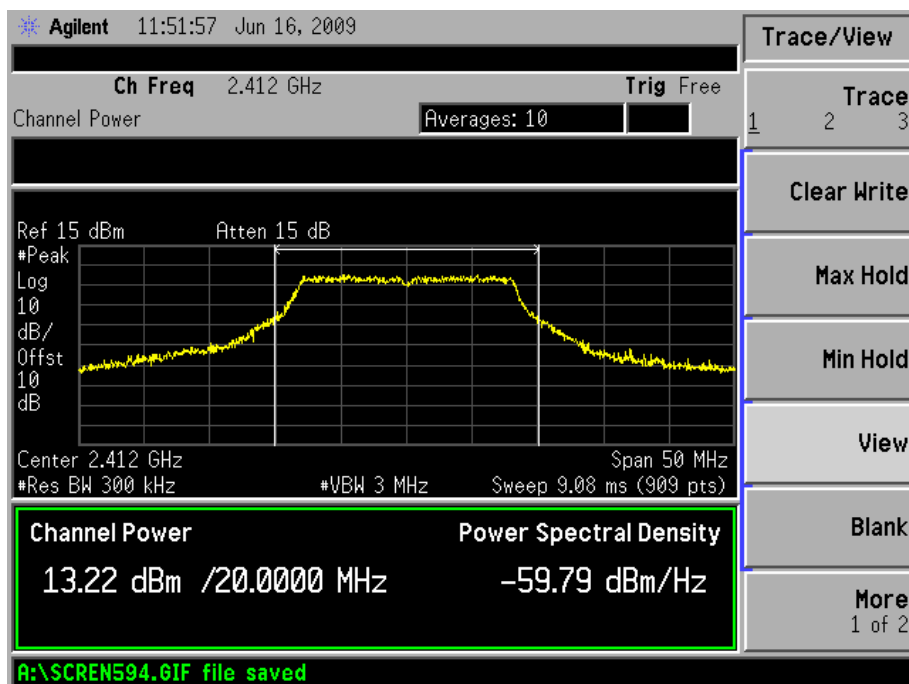 Agilent 11:51:57 Jun 16, 2009
Trace/View
Ch Freq 2.412 GHz Trig Free
Channel Power Averages: 10
Trace
1 2 3
Clear Write
Max Hold
Min Hold
View
Blank
More
1 of 2
Ref 15 dBm Atten 15 dB
#Peak
Log
10
dB/
Offst
10
dB
Center 2.412 GHz Span 50 MHz
#Res BW 300 kHz #VBW 3 MHz Sweep 9.08 ms (909 pts)
Channel Power Power Spectral Density
13.22 dBm /20.0000 MHz -59.79 dBm/Hz
A:\SCREN594.GIF file saved